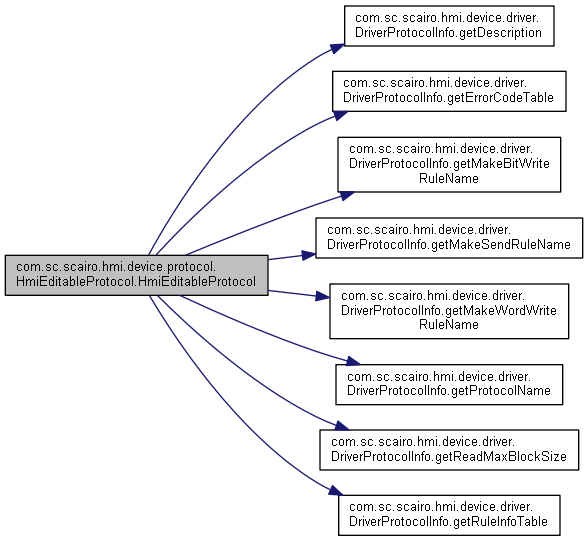 com.sc.scairo.hmi.device.driver.
DriverProtocolInfo.getDescription
com.sc.scairo.hmi.device.driver.
DriverProtocolInfo.getErrorCodeTable
com.sc.scairo.hmi.device.driver.
DriverProtocolInfo.getMakeBitWrite
RuleName
com.sc.scairo.hmi.device.driver.
DriverProtocolInfo.getMakeSendRuleName
com.sc.scairo.hmi.device.protocol.
HmiEditableProtocol.HmiEditableProtocol
com.sc.scairo.hmi.device.driver.
DriverProtocolInfo.getMakeWordWrite
RuleName
com.sc.scairo.hmi.device.driver.
DriverProtocolInfo.getProtocolName
com.sc.scairo.hmi.device.driver.
DriverProtocolInfo.getReadMaxBlockSize
com.sc.scairo.hmi.device.driver.
DriverProtocolInfo.getRuleInfoTable